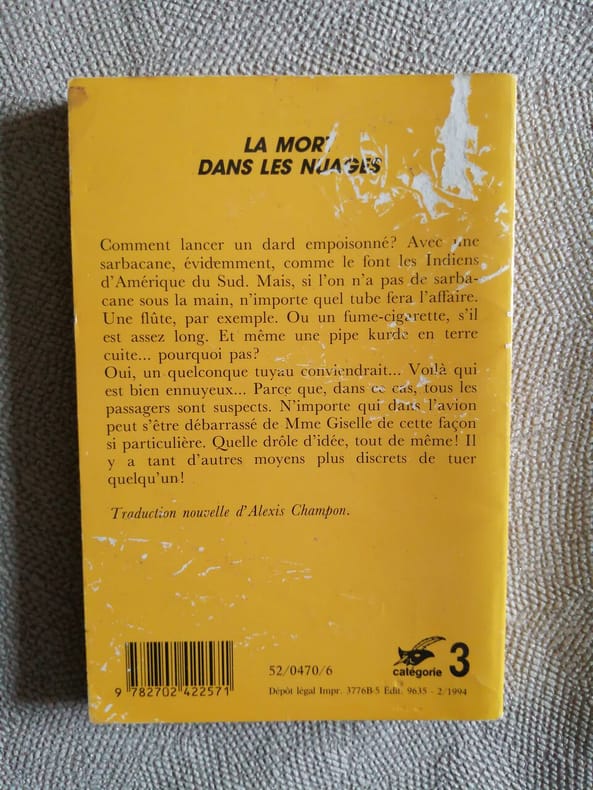 LA MORT
DANS LES NUAGES
Comment lancer un dard empoisonné? Avec une
sarbacane, évidemment, comme le font les Indiens
d'Amérique du Sud. Mais, si l'on n'a pas de sarba-
cane sous la main, n'importe quel tube fera l'affaire.
Une flûte, par exemple. Ou un fume-cigarette, s'il
est assez long. Et même une pipe kurde en terre
cuite... pourquoi pas?
Oui, un quelconque tuyau conviendrait... Voilà qui
est bien ennuyeux... Parce que, dans ce cas, tous les
passagers sont suspects. N'importe qui dans l'avion
peut s'être débarrassé de Mme Giselle de cette façon
si particulière. Quelle drôle d'idée, tout de même! Il
y a tant d'autres moyens plus discrets de tuer
quelqu'un!
Traduction nouvelle d'Alexis Champon.
9 782702 422571
52/0470/6
catégorie 3
Dépôt légal Impr. 3776B-5 Édit. 9635 - 2/1994